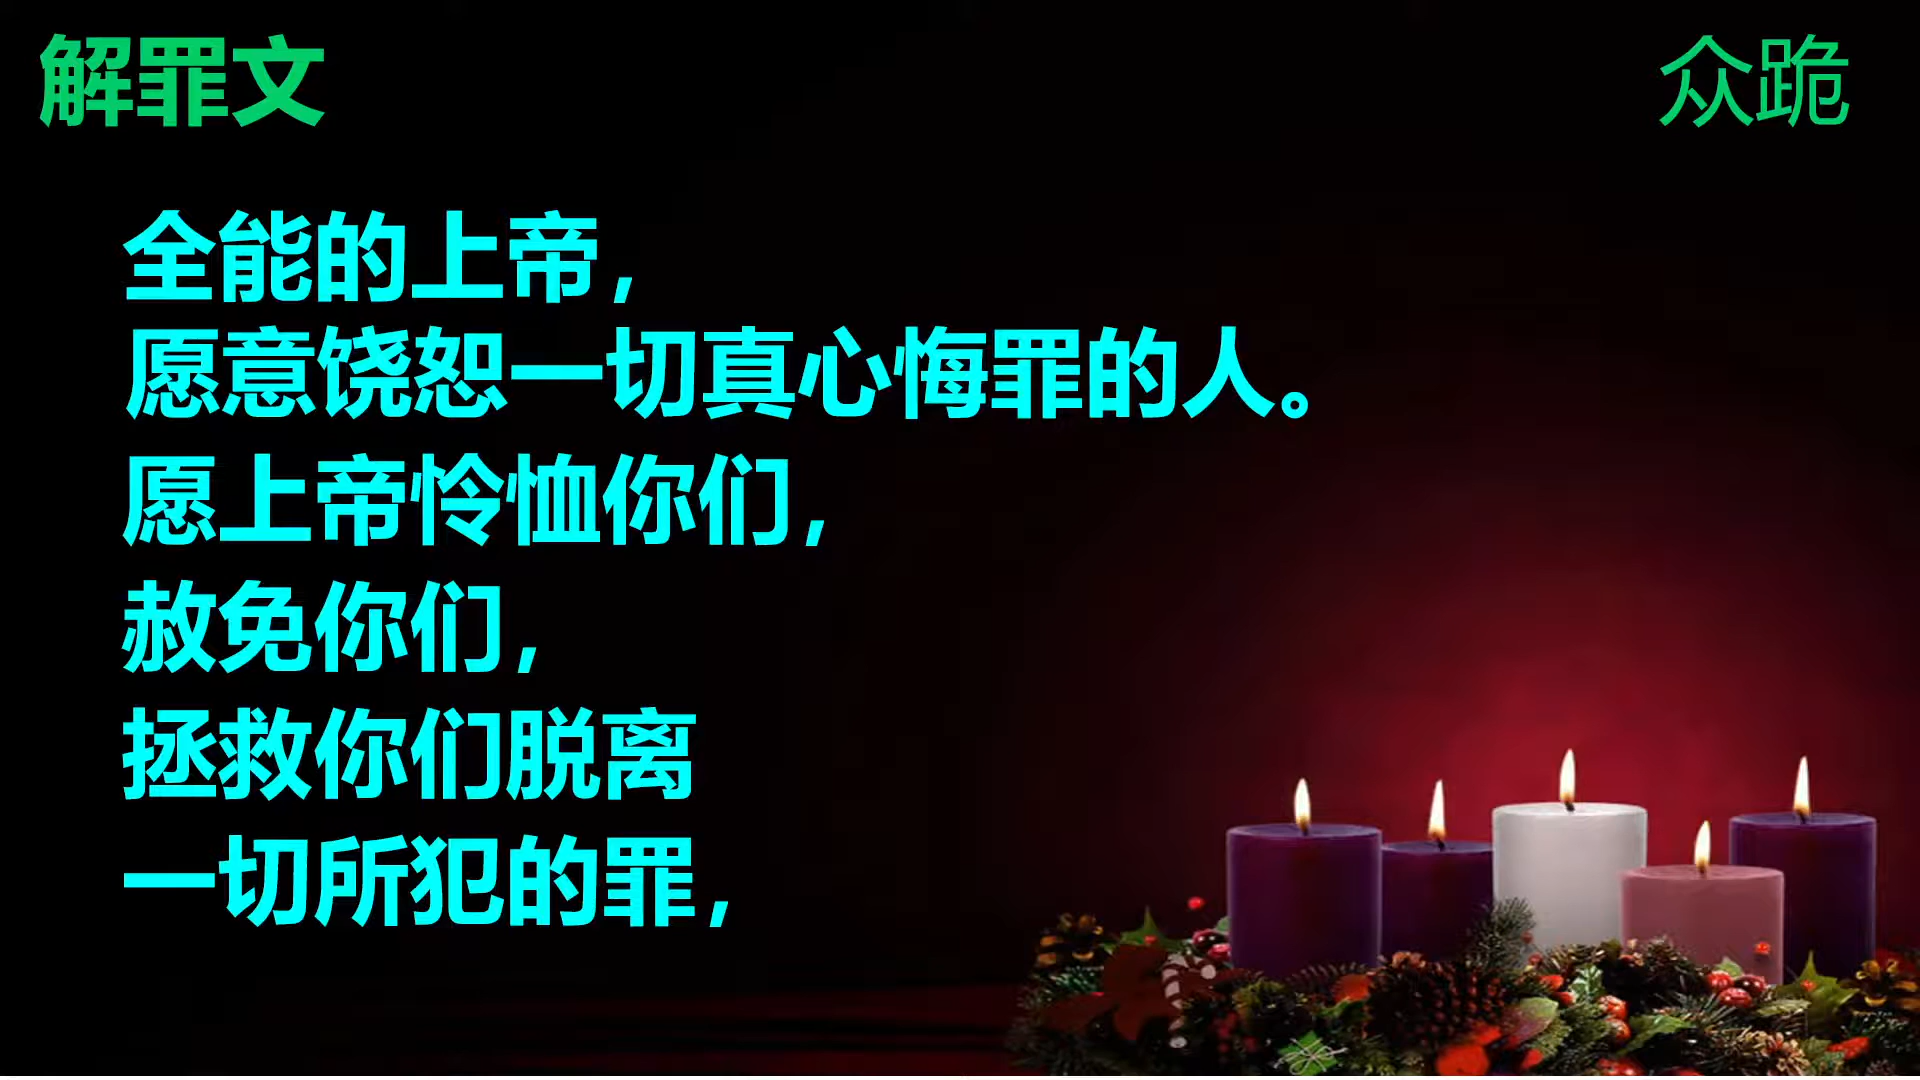 解罪文
众跪
全能的上帝，
愿意饶恕一切真心悔罪的人。
愿上帝怜恤你们，
赦免你们，
拯救你们脱离
一切所犯的罪，